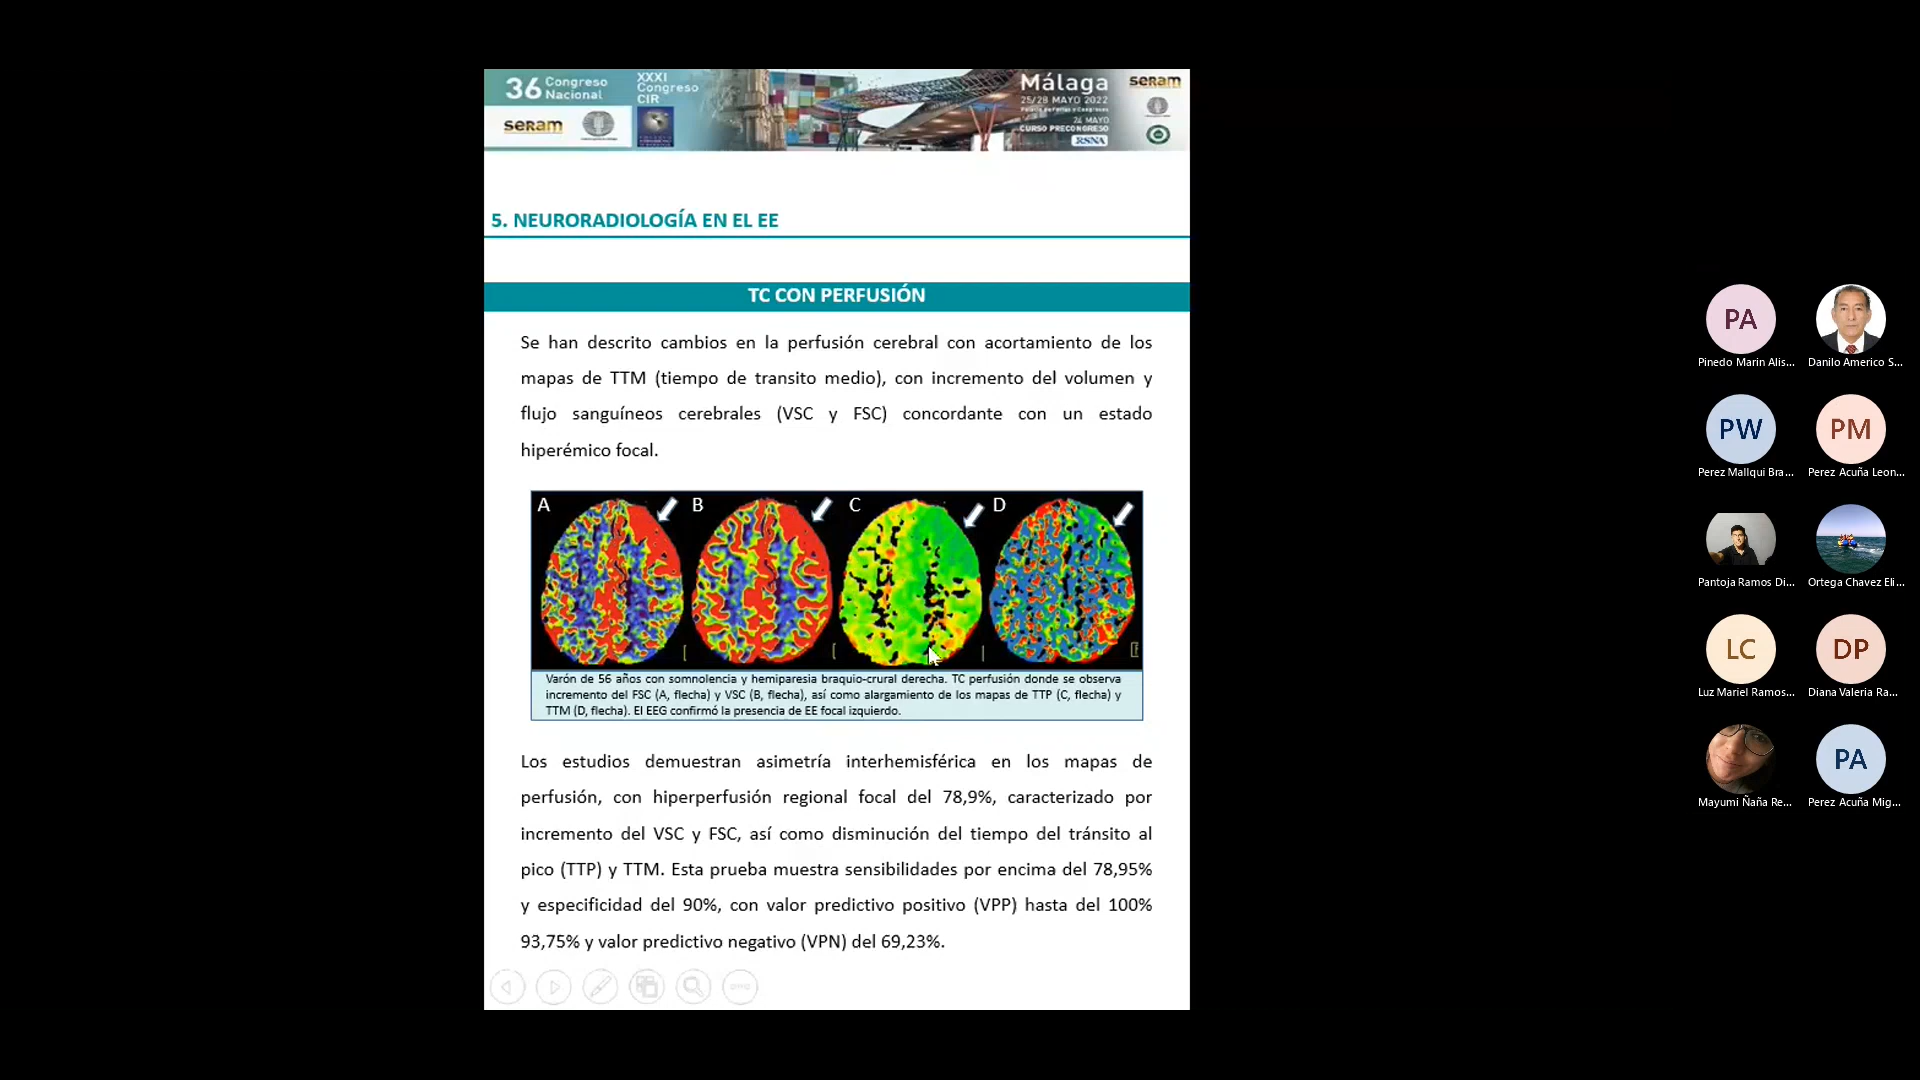 36 Congreso Nacional
XXXI Congreso CIR
seram
Málaga
25/28 MAYO 2022
24 MAYO
CURSO PRECONGRESO
RSNA
seram
5. NEURORADIOLOGÍA EN EL EE
TC CON PERFUSIÓN
Se han descrito cambios en la perfusión cerebral con acortamiento de los
mapas de TTM (tiempo de transito medio), con incremento del volumen y
flujo sanguíneos cerebrales (VSC y FSC) concordante con un estado
hiperémico focal.
A B C D
Varón de 56 años con somnolencia y hemiparesia braquio-crural derecha. TC perfusión donde se observa
incremento del FSC (A, flecha) y VSC (B, flecha), así como alargamiento de los mapas de TTP (C, flecha) y
TTM (D, flecha). El EEG confirmó la presencia de EE focal izquierdo.
Los estudios demuestran asimetría interhemisférica en los mapas de
perfusión, con hiperperfusión regional focal del 78,9%, caracterizado por
incremento del VSC y FSC, así como disminución del tiempo del tránsito al
pico (TTP) y TTM. Esta prueba muestra sensibilidades por encima del 78,95%
y especificidad del 90%, con valor predictivo positivo (VPP) hasta del 100%
93,75% y valor predictivo negativo (VPN) del 69,23%.
PA
Pinedo Marin Alis...
Danilo Americo S...
PW
Perez Mallqui Bra...
PM
Perez Acuña Leon...
Pantoja Ramos Di...
Ortega Chavez Eli...
LC
Luz Mariel Ramos...
DP
Diana Valeria Ra...
Mayumi Ñaña Re...
PA
Perez Acuña Mig...